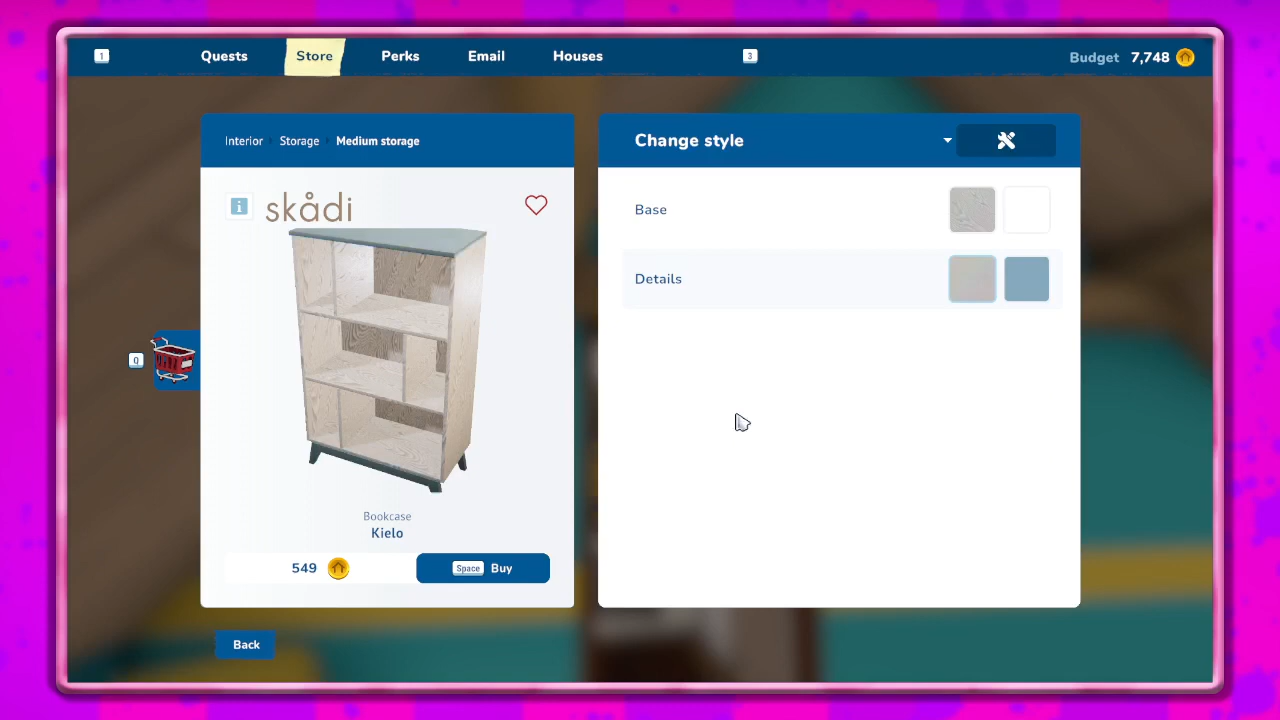 1 Quests Store Perks Email Houses 3 Budget 7,748
Interior Storage Medium storage
Change style
i skådi
Base
Details
Q
Bookcase
Kielo
549 Space Buy
Back